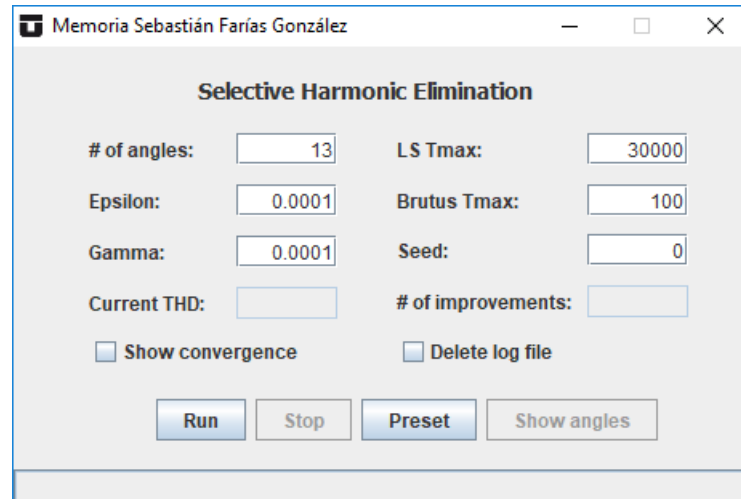 Memoria Sebastián Farías González
Selective Harmonic Elimination
# of angles: 13 LS Tmax: 30000
Epsilon: 0.0001 Brutus Tmax: 100
Gamma: 0.0001 Seed: 0
Current THD: # of improvements:
Show convergence Delete log file
Run Stop Preset Show angles